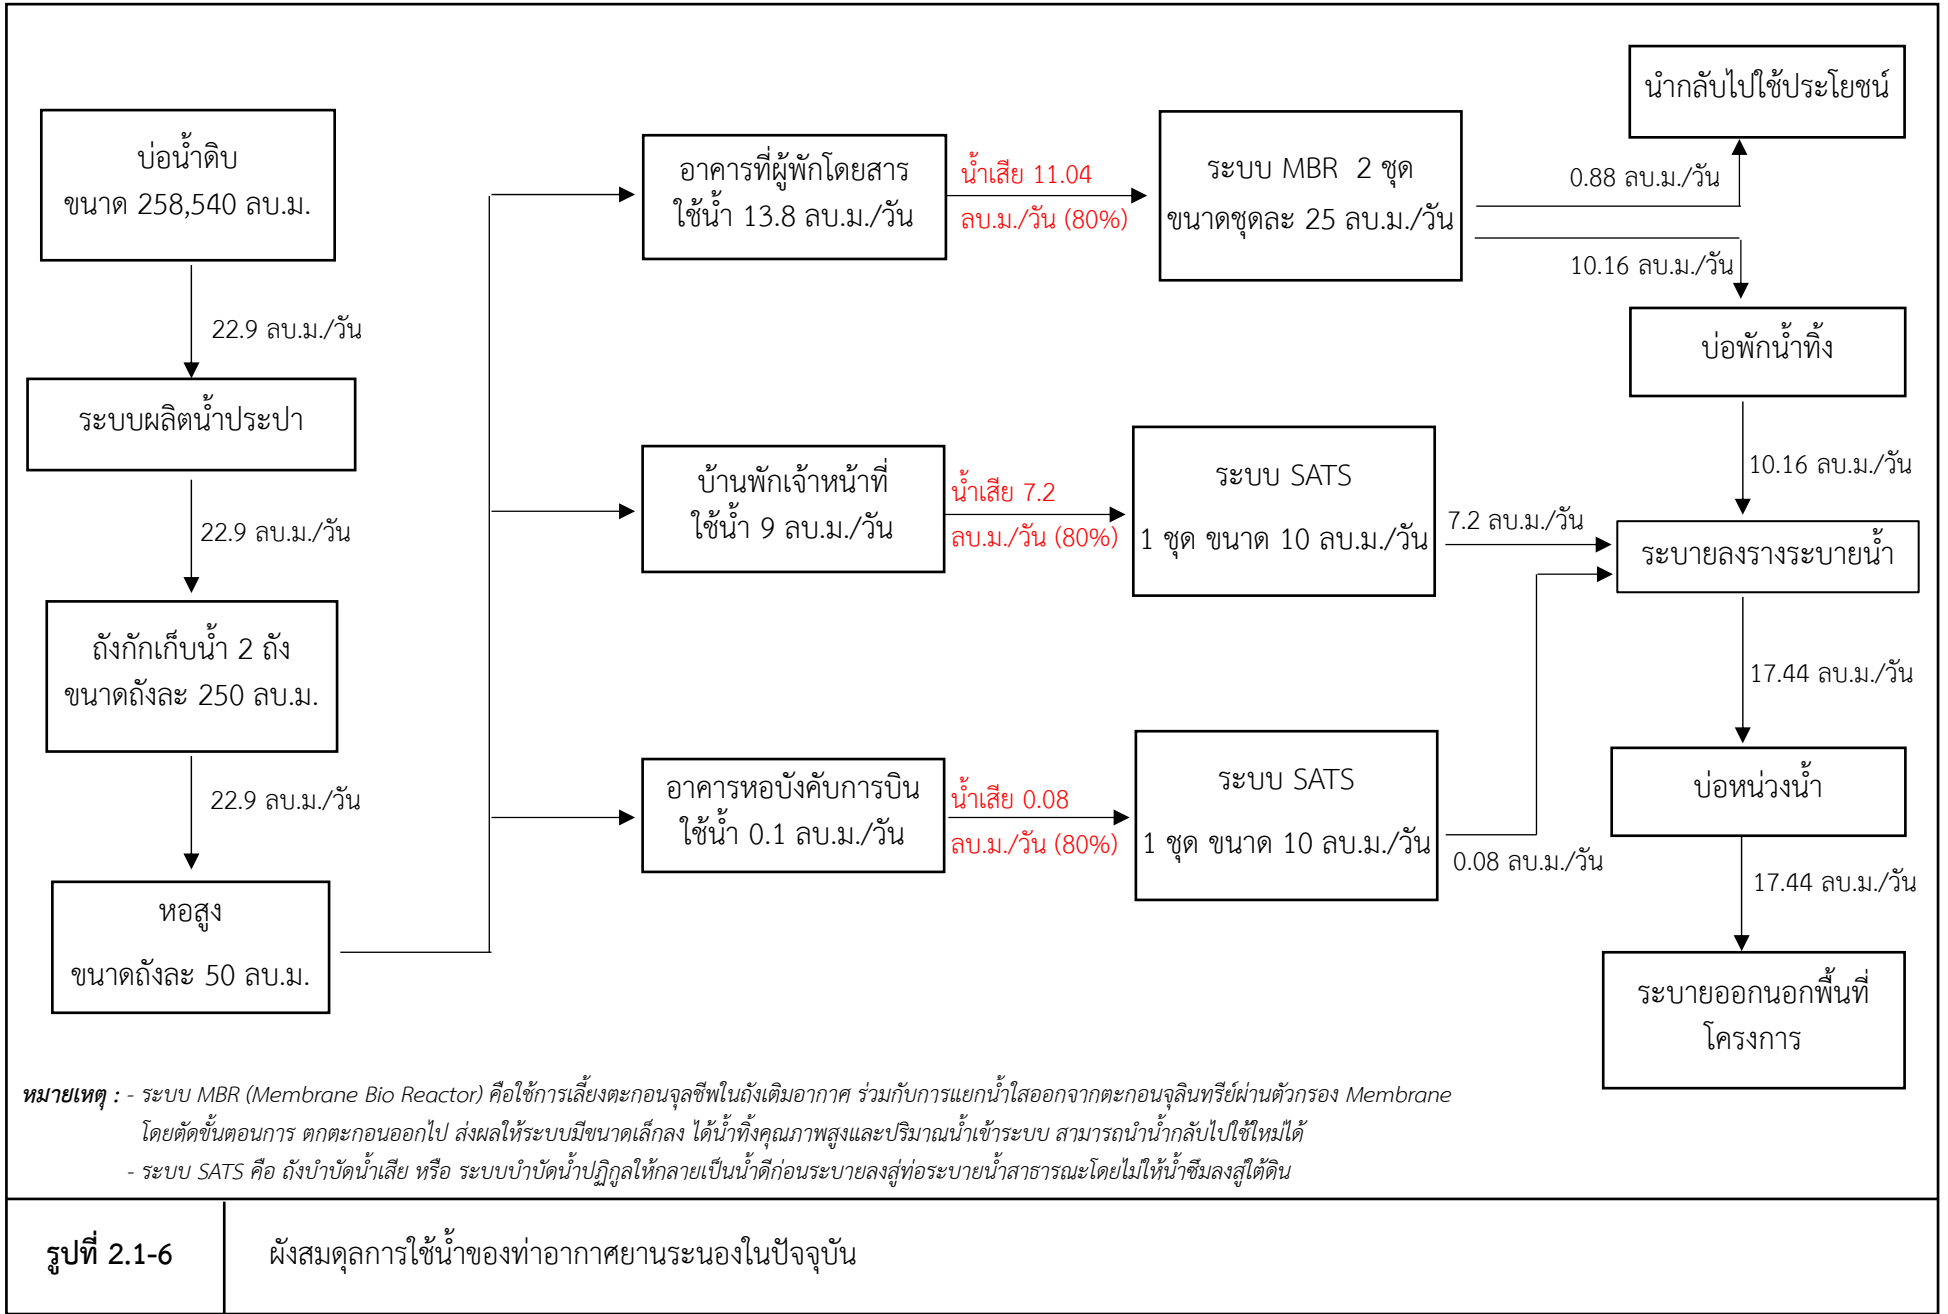 บ่อน้ำดิบ
ขนาด 258,540 ลบ.ม.
22.9 ลบ.ม./วัน
ระบบผลิตน้ำประปา
22.9 ลบ.ม./วัน
ถังกักเก็บน้ำ 2 ถัง
ขนาดถังละ 250 ลบ.ม.
22.9 ลบ.ม./วัน
หอสูง
ขนาดถังละ 50 ลบ.ม.
อาคารที่ผู้พักโดยสาร
ใช้น้ำ 13.8 ลบ.ม./วัน
น้ำเสีย 11.04
ลบ.ม./วัน (80%)
ระบบ MBR 2 ชุด
ขนาดชุดละ 25 ลบ.ม./วัน
0.88 ลบ.ม./วัน
นำกลับไปใช้ประโยชน์
10.16 ลบ.ม./วัน
บ่อพักน้ำทิ้ง
10.16 ลบ.ม./วัน
บ้านพักเจ้าหน้าที่
ใช้น้ำ 9 ลบ.ม./วัน
น้ำเสีย 7.2
ลบ.ม./วัน (80%)
ระบบ SATS
1 ชุด ขนาด 10 ลบ.ม./วัน
7.2 ลบ.ม./วัน
ระบายลงรางระบายน้ำ
17.44 ลบ.ม./วัน
อาคารหอบังคับการบิน
ใช้น้ำ 0.1 ลบ.ม./วัน
น้ำเสีย 0.08
ลบ.ม./วัน (80%)
ระบบ SATS
1 ชุด ขนาด 10 ลบ.ม./วัน
0.08 ลบ.ม./วัน
บ่อหน่วงน้ำ
17.44 ลบ.ม./วัน
ระบายออกนอกพื้นที่
โครงการ
หมายเหตุ : - ระบบ MBR (Membrane Bio Reactor) คือใช้การเลี้ยงตะกอนจุลชีพในถังเติมอากาศ ร่วมกับการแยกน้ำใสออกจากตะกอนจุลินทรีย์ผ่านตัวกรอง Membrane
โดยตัดขั้นตอนการ ตกตะกอนออกไป ส่งผลให้ระบบมีขนาดเล็กลง ได้น้ำทิ้งคุณภาพสูงและปริมาณน้ำเข้าระบบ สามารถนำน้ำกลับไปใช้ใหม่ได้
- ระบบ SATS คือ ถังบำบัดน้ำเสีย หรือ ระบบบำบัดน้ำปฏิกูลให้กลายเป็นน้ำดีก่อนระบายลงสู่ท่อระบายน้ำสาธารณะโดยไม่ให้น้ำซึมลงสู่ใต้ดิน
รูปที่ 2.1-6
ผังสมดุลการใช้น้ำของท่าอากาศยานระนองในปัจจุบัน